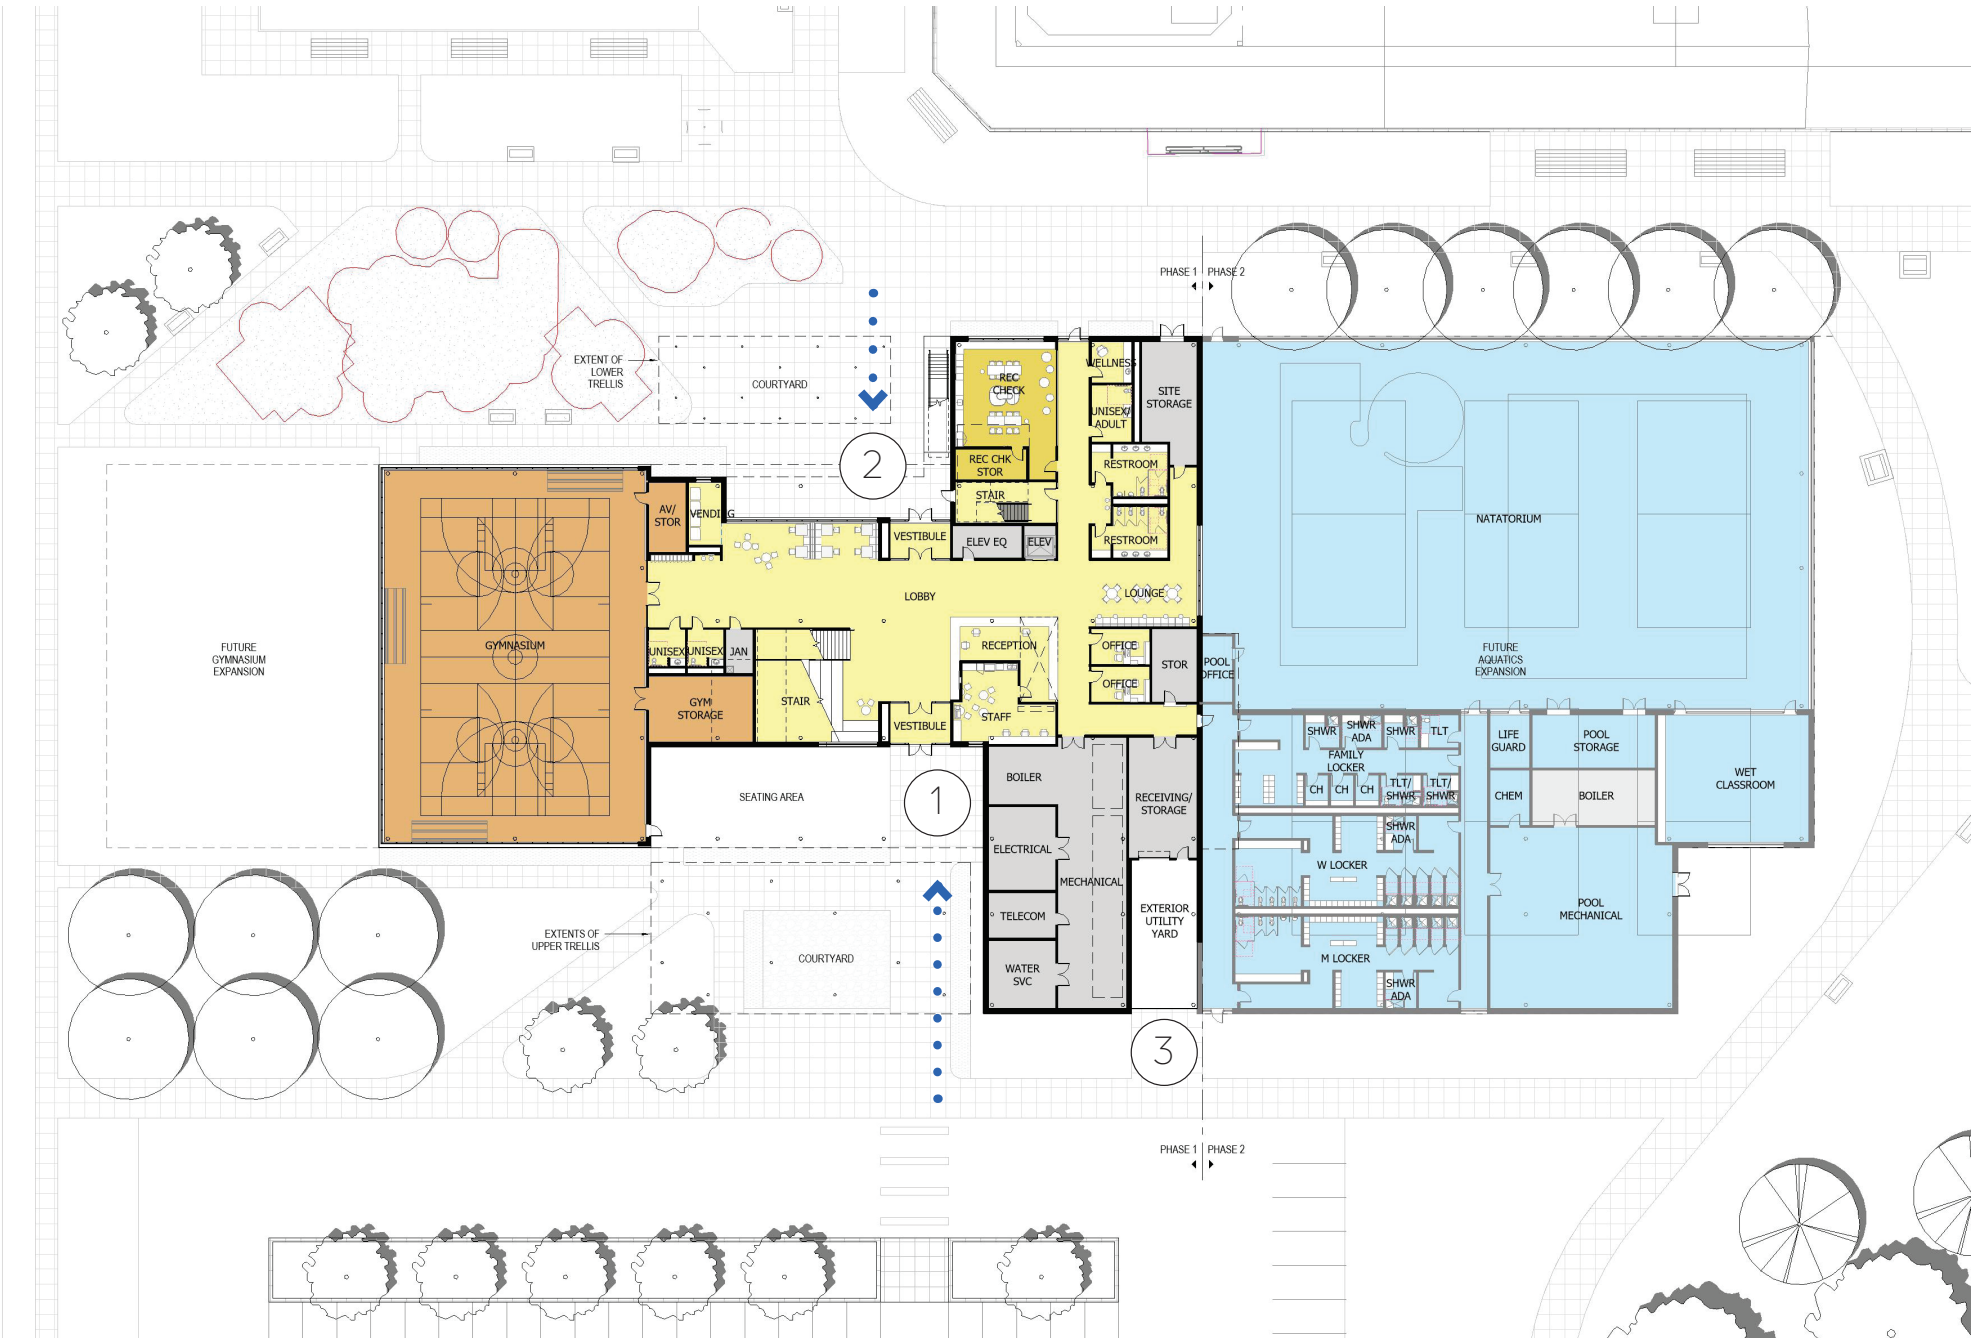 PHASE 1
PHASE 2
EXTENT OF
LOWER
TRELLIS
COURTYARD
REC
CHECK
WELLNESS
SITE
STORAGE
UNISEX/
ADULT
2
REC CHK
STOR
RESTROOM
STAIR
AV/
STOR
VENDING
VESTIBULE
ELEV EQ
ELEV
RESTROOM
NATATORIUM
LOBBY
LOUNGE
FUTURE
GYMNASIUM
EXPANSION
GYMNASIUM
UNISEX
UNISEX
JAN
RECEPTION
OFFICE
STOR
POOL
OFFICE
FUTURE
AQUATICS
EXPANSION
OFFICE
GYM
STORAGE
STAIR
STAFF
VESTIBULE
SHWR
SHWR
ADA
SHWR
TLT
FAMILY
LOCKER
LIFE
GUARD
POOL
STORAGE
WET
CLASSROOM
BOILER
SEATING AREA
1
RECEIVING/
STORAGE
CH
CH
CH
TLT/
SHWR
TLT/
SHWR
CHEM
BOILER
SHWR
ADA
ELECTRICAL
W LOCKER
MECHANICAL
TELECOM
EXTERIOR
UTILITY
YARD
POOL
MECHANICAL
EXTENTS OF
UPPER TRELLIS
COURTYARD
M LOCKER
WATER
SVC
SHWR
ADA
3
PHASE 1
PHASE 2